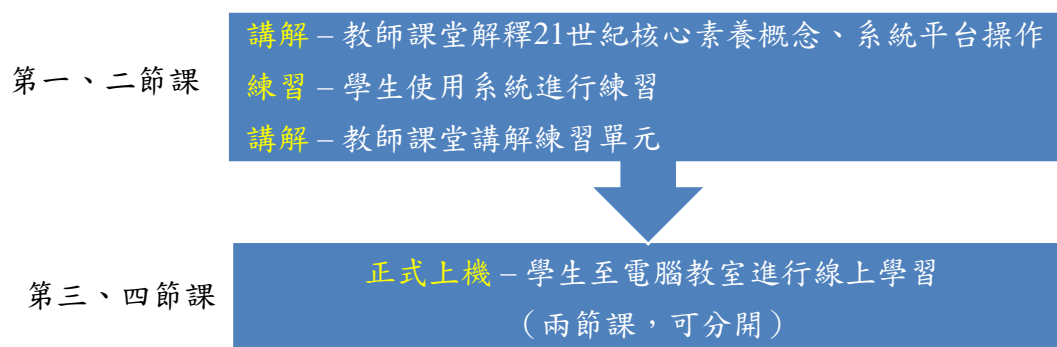 第一、二節課
講解 – 教師課堂解釋21世紀核心素養概念、系統平台操作
練習 – 學生使用系統進行練習
講解 – 教師課堂講解練習單元
第三、四節課
正式上機 – 學生至電腦教室進行線上學習
（兩節課，可分開）